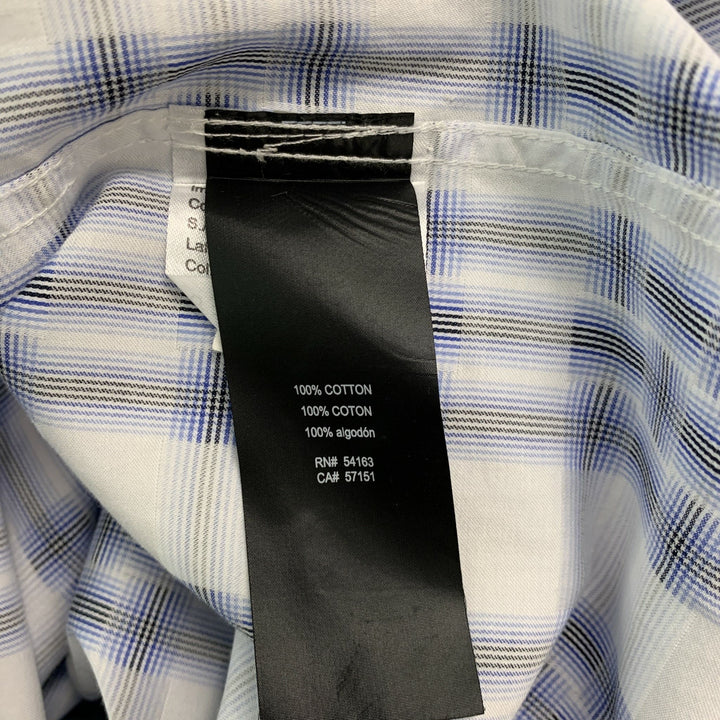 100% COTTON
100% COTON
100% algodón
RN# 54163
CA# 57151